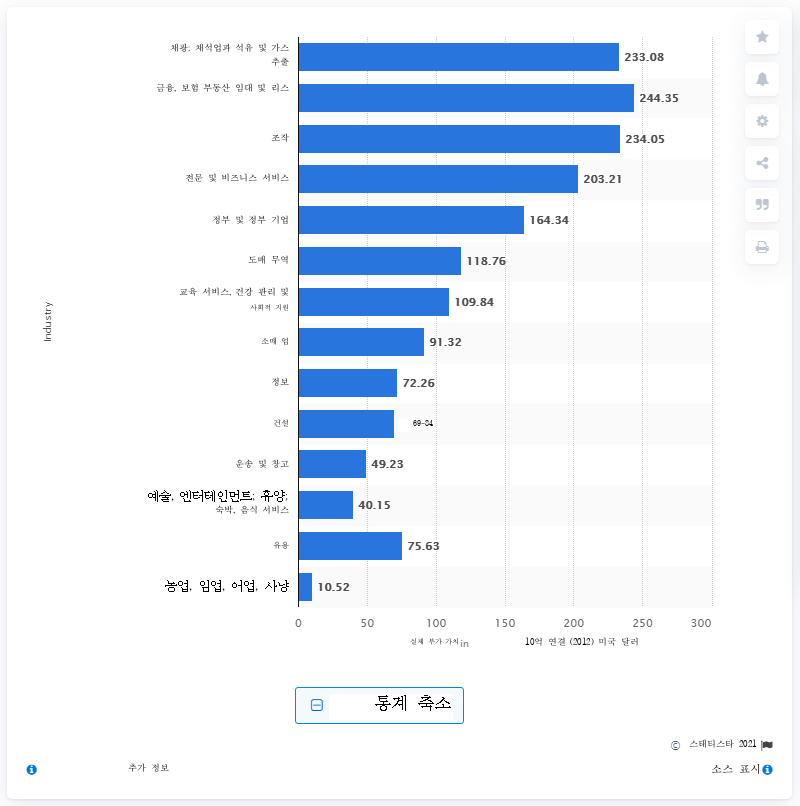 채광; 채석업과 석유 및 가스
추출
233.08
금융, 보험 부동산 임대 및 리스
244.35
조작
234.05
전문 및 비즈니스 서비스
203.21
정부 및 정부 기업
164.34
도매 무역
118.76
교육 서비스, 건강 관리 및
사회적 지원
109.84
소매 업
91.32
정보
72.26
건설
69-84
운송 및 창고
49.23
예술, 엔터테인먼트; 휴양;
숙박, 음식 서비스
40.15
유용
75.63
농업, 임업, 어업, 사냥
10.52
Industry
0 50 100 150 200 250 300
실제 부가 가치in 10억 연결 (2012) 미국 달러
통계 축소
© 스태티스타 2021
추가 정보
소스 표시